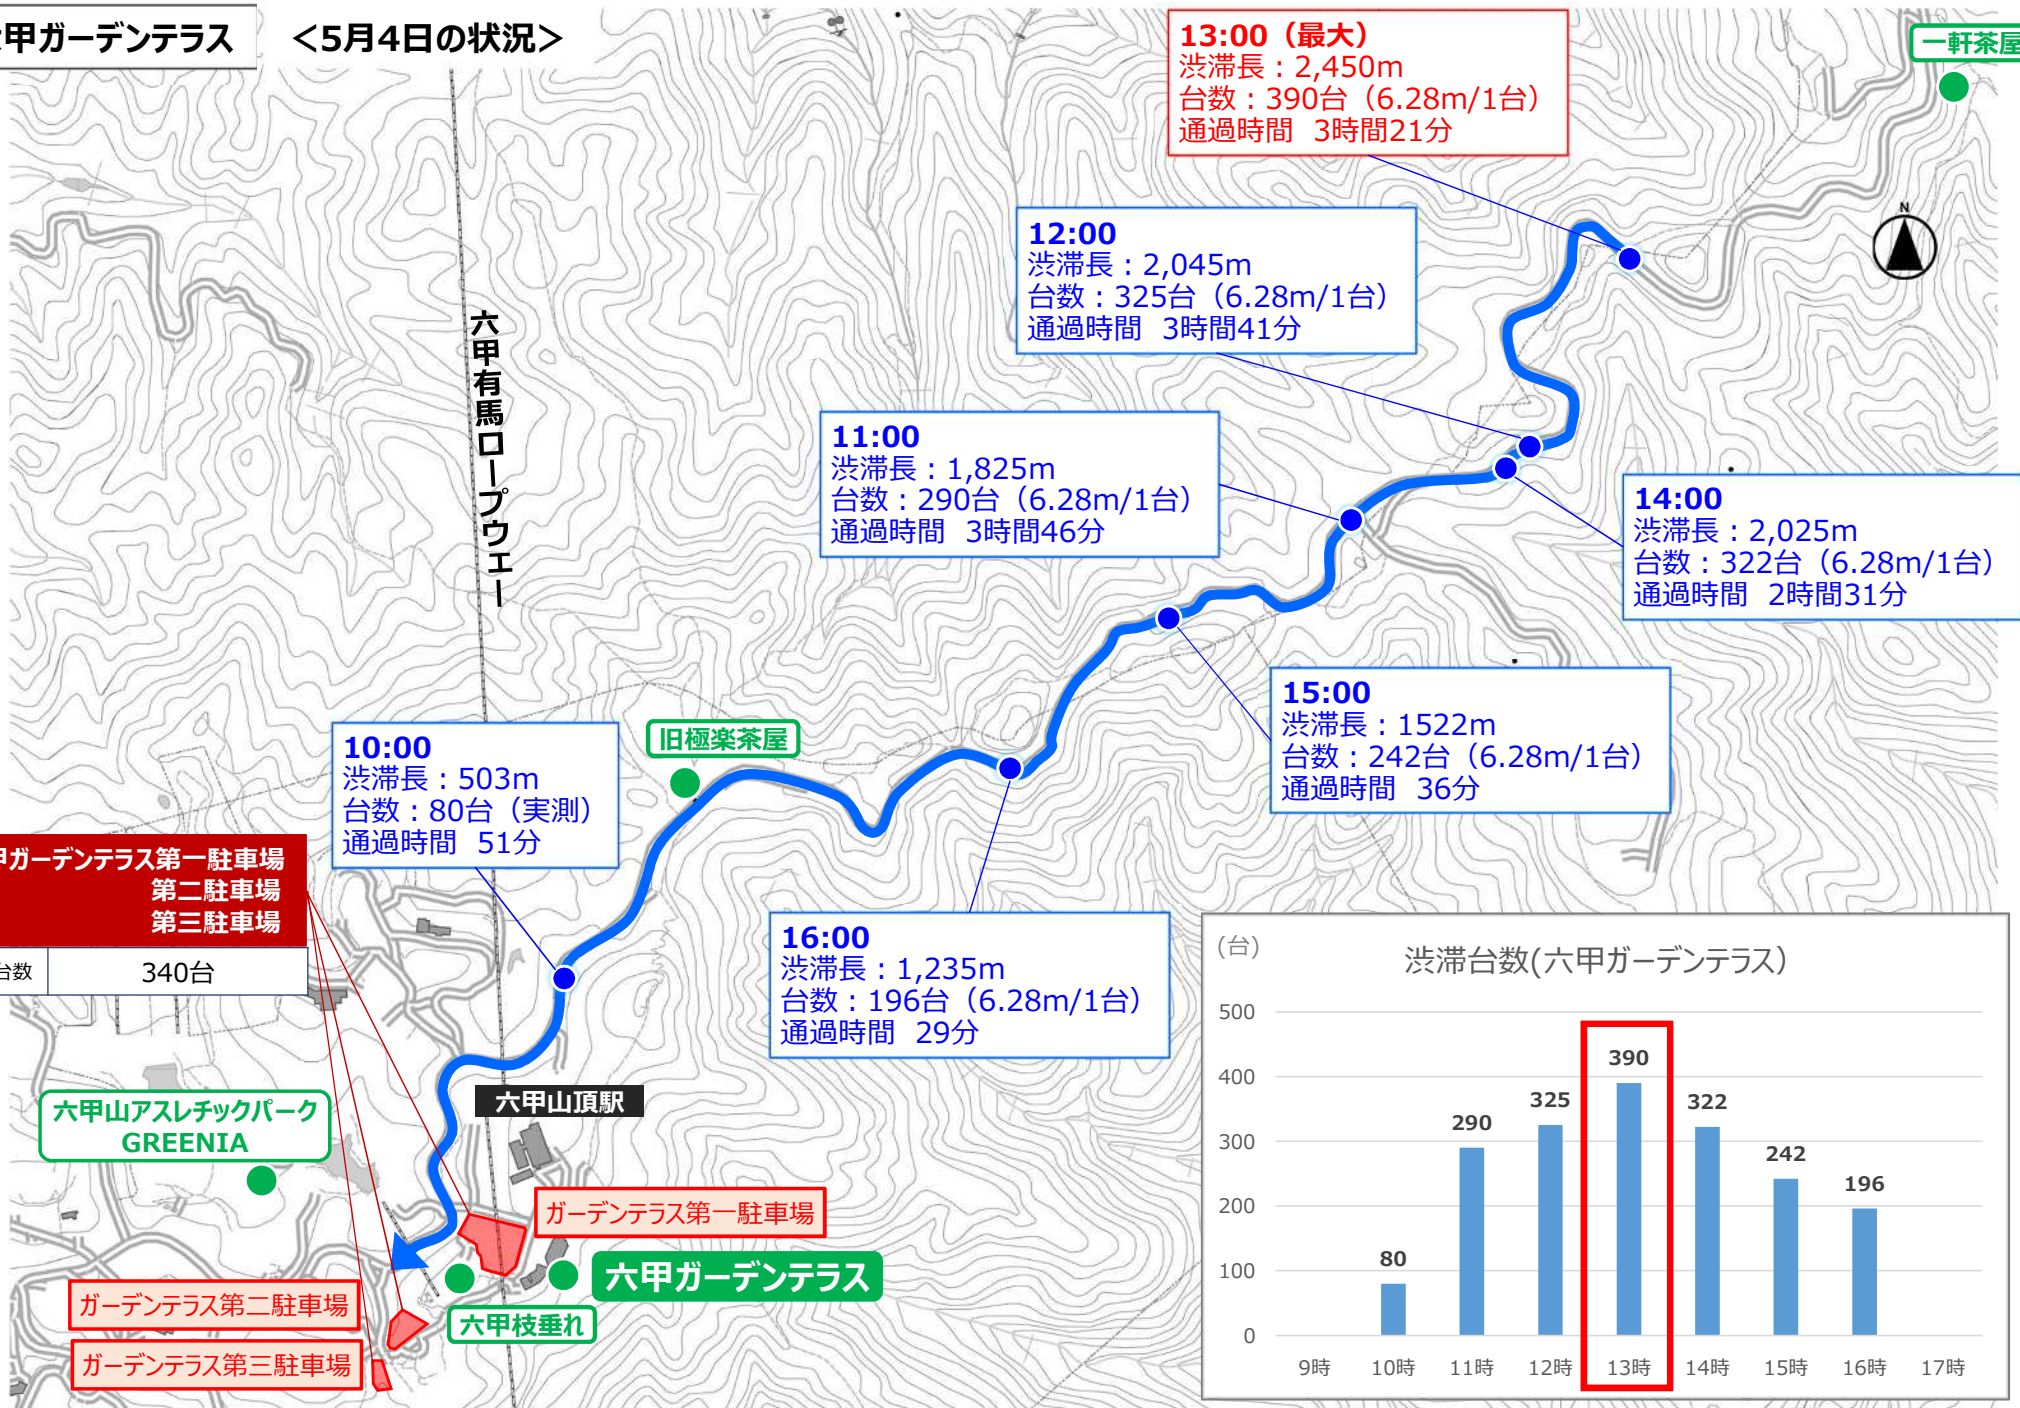 甲ガーデンテラス
＜5月4日の状況＞
13:00（最大）
渋滞長：2,450m
台数：390台（6.28m/1台）
通過時間 3時間21分
一軒茶屋
N
12:00
渋滞長：2,045m
台数：325台（6.28m/1台）
通過時間 3時間41分
六甲有馬ロープウェー
11:00
渋滞長：1,825m
台数：290台（6.28m/1台）
通過時間 3時間46分
14:00
渋滞長：2,025m
台数：322台（6.28m/1台）
通過時間 2時間31分
15:00
渋滞長：1522m
台数：242台（6.28m/1台）
通過時間 36分
旧極楽茶屋
10:00
渋滞長：503m
台数：80台（実測）
通過時間 51分
甲ガーデンテラス第一駐車場
第二駐車場
第三駐車場
台数 340台
16:00
渋滞長：1,235m
台数：196台（6.28m/1台）
通過時間 29分
六甲山頂駅
六甲山アスレチックパーク
GREENIA
ガーデンテラス第一駐車場
六甲ガーデンテラス
ガーデンテラス第二駐車場
六甲枝垂れ
ガーデンテラス第三駐車場
(台)
渋滞台数(六甲ガーデンテラス)
500
400
300
200
100
0
80
290
325
390
322
242
196
9時 10時 11時 12時 13時 14時 15時 16時 17時